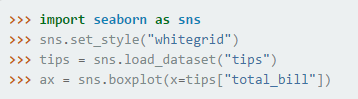 >>> import seaborn as sns
>>> sns.set_style("whitegrid")
>>> tips = sns.load_dataset("tips")
>>> ax = sns.boxplot(x=tips["total_bill"])